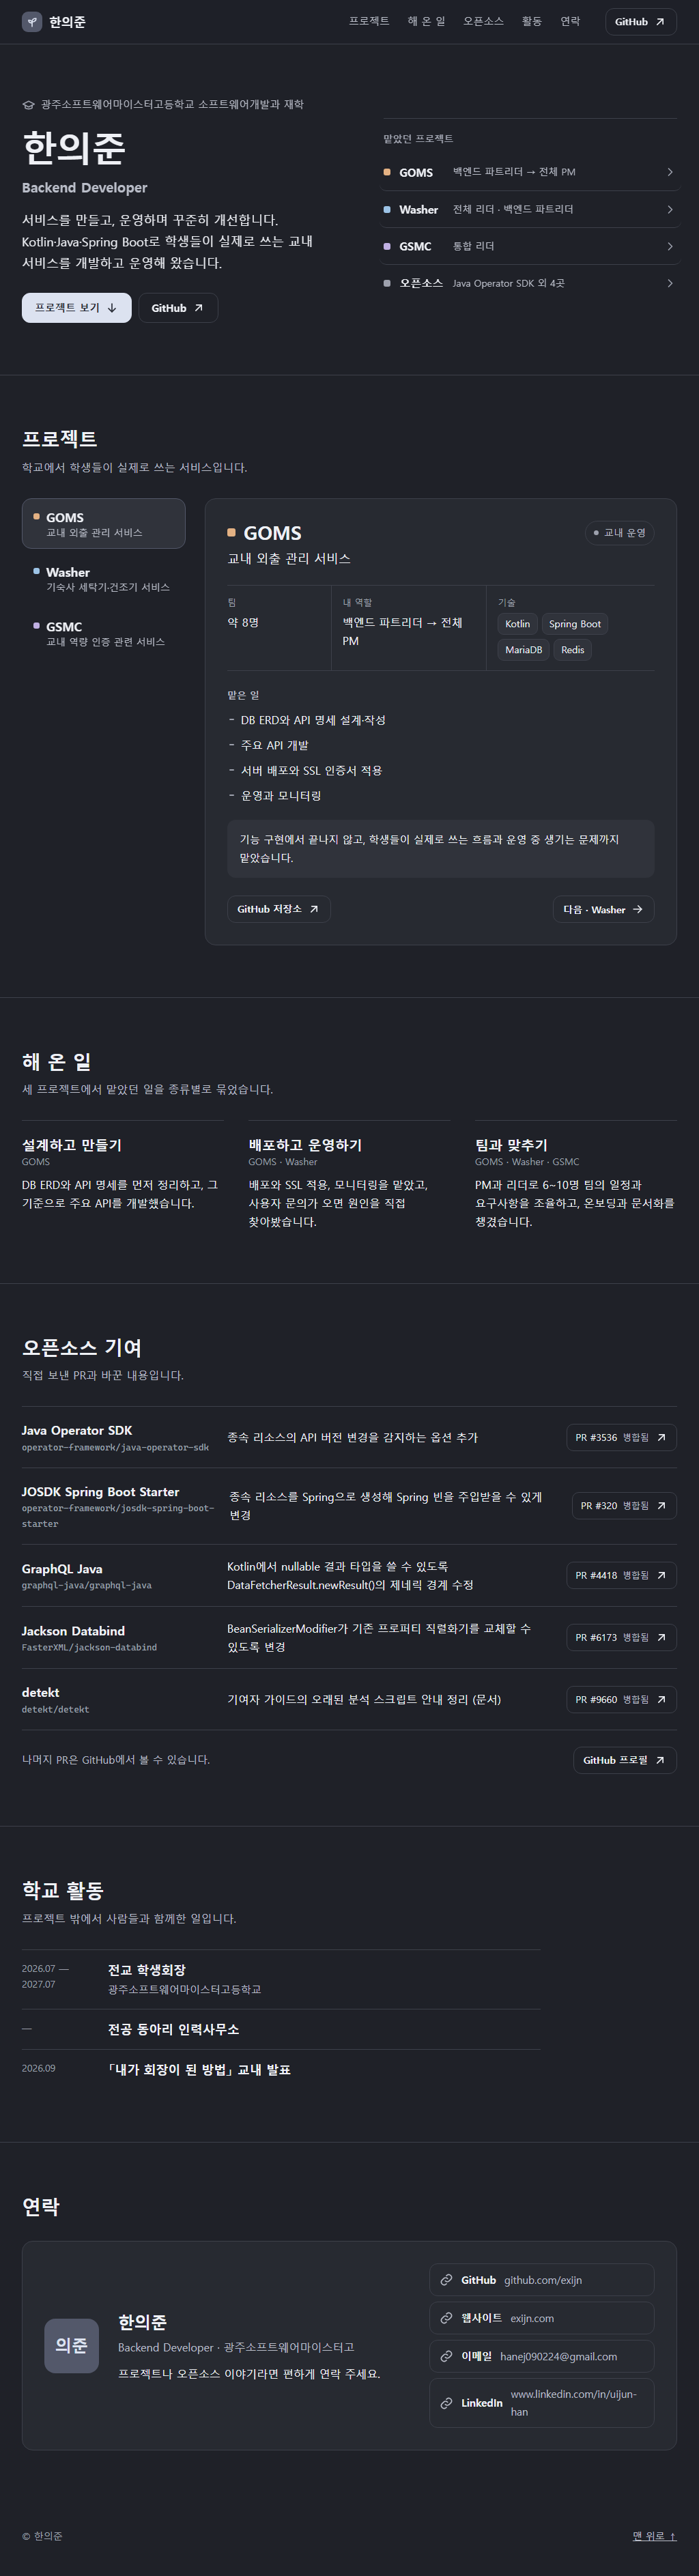 한의준
프로젝트
해 온 일
오픈소스
활동
연락
GitHub
광주소프트웨어마이스터고등학교 소프트웨어개발과 재학
한의준
Backend Developer
서비스를 만들고, 운영하며 꾸준히 개선합니다.
Kotlin·Java·Spring Boot로 학생들이 실제로 쓰는 교내
서비스를 개발하고 운영해 왔습니다.
프로젝트 보기 ↓
GitHub
맡았던 프로젝트
GOMS 백엔드 파트리더 → 전체 PM
Washer 전체 리더 · 백엔드 파트리더
GSMC 통합 리더
오픈소스 Java Operator SDK 외 4곳
프로젝트
학교에서 학생들이 실제로 쓰는 서비스입니다.
GOMS
교내 외출 관리 서비스
Washer
기숙사 세탁기·건조기 서비스
GSMC
교내 역량 인증 관련 서비스
GOMS
교내 운영
교내 외출 관리 서비스
팀
약 8명
내 역할
백엔드 파트리더 → 전체
PM
기술
Kotlin
Spring Boot
MariaDB
Redis
맡은 일
- DB ERD와 API 명세 설계·작성
- 주요 API 개발
- 서버 배포와 SSL 인증서 적용
- 운영과 모니터링
기능 구현에서 끝나지 않고, 학생들이 실제로 쓰는 흐름과 운영 중 생기는 문제까지
맡았습니다.
GitHub 저장소
다음 · Washer →
해 온 일
세 프로젝트에서 맡았던 일을 종류별로 묶었습니다.
설계하고 만들기
GOMS
DB ERD와 API 명세를 먼저 정리하고, 그
기준으로 주요 API를 개발했습니다.
배포하고 운영하기
GOMS · Washer
배포와 SSL 적용, 모니터링을 맡았고,
사용자 문의가 오면 원인을 직접
찾아봤습니다.
팀과 맞추기
GOMS · Washer · GSMC
PM과 리더로 6~10명 팀의 일정과
요구사항을 조율하고, 온보딩과 문서화를
챙겼습니다.
오픈소스 기여
직접 보낸 PR과 바꾼 내용입니다.
Java Operator SDK
operator-framework/java-operator-sdk
종속 리소스의 API 버전 변경을 감지하는 옵션 추가
PR #3536 병합됨
JOSDK Spring Boot Starter
operator-framework/josdk-spring-boot-
starter
종속 리소스를 Spring으로 생성해 Spring 빈을 주입받을 수 있게
변경
PR #320 병합됨
GraphQL Java
graphql-java/graphql-java
Kotlin에서 nullable 결과 타입을 쓸 수 있도록
DataFetcherResult.newResult()의 제네릭 경계 수정
PR #4418 병합됨
Jackson Databind
FasterXML/jackson-databind
BeanSerializerModifier가 기존 프로퍼티 직렬화기를 교체할 수
있도록 변경
PR #6173 병합됨
detekt
detekt/detekt
기여자 가이드의 오래된 분석 스크립트 안내 정리 (문서)
PR #9660 병합됨
나머지 PR은 GitHub에서 볼 수 있습니다.
GitHub 프로필
학교 활동
프로젝트 밖에서 사람들과 함께한 일입니다.
2026.07 —
2027.07
전교 학생회장
광주소프트웨어마이스터고등학교
—
전공 동아리 인력사무소
2026.09
「내가 회장이 된 방법」 교내 발표
연락
의준
한의준
Backend Developer · 광주소프트웨어마이스터고
프로젝트나 오픈소스 이야기라면 편하게 연락 주세요.
GitHub github.com/exijn
웹사이트 exijn.com
이메일 hanej090224@gmail.com
LinkedIn www.linkedin.com/in/uijun-
han
© 한의준
맨 위로 ↑